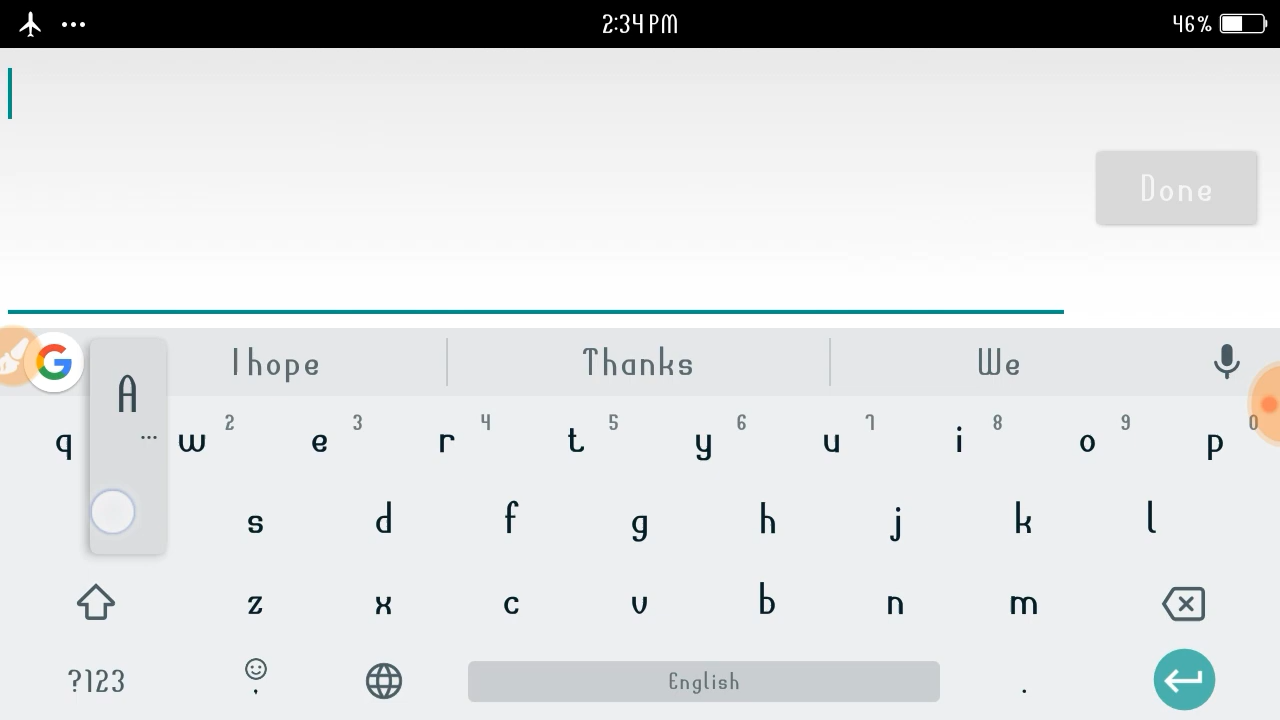 2:34 PM 46%
Done
I hope Thanks We
A
...
q w 2 e 3 r 4 t 5 y 6 u 7 i 8 o 9 p 0
s d f g h j k l
z x c v b n m
?123 , English .